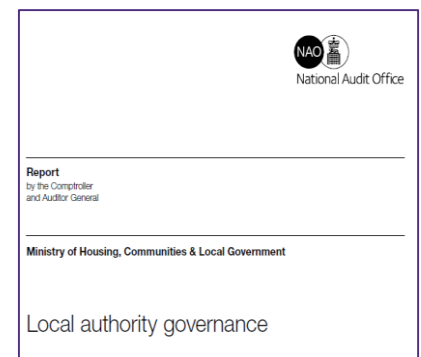 NAO
National Audit Office
Report
by the Comptroller
and Auditor General
Ministry of Housing, Communities & Local Government
Local authority governance